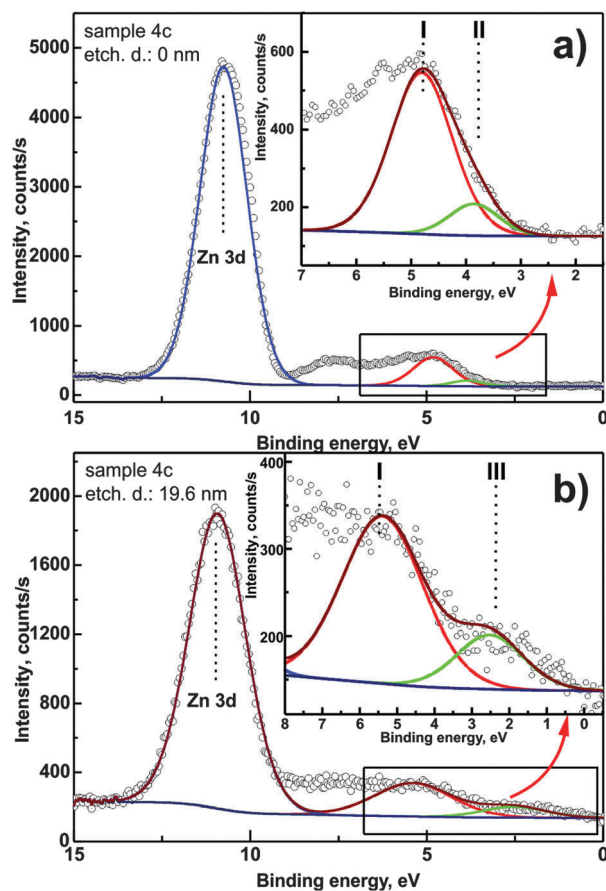 sample 4c
etch. d.: 0 nm
a)
I
II
Zn 3d
Intensity, counts/s
5000
4000
3000
2000
1000
0
15
10
5
0
Binding energy, eV
Intensity, counts/s
600
400
200
7
6
5
4
3
2
Binding energy, eV
sample 4c
etch. d.: 19.6 nm
b)
I
III
Zn 3d
Intensity, counts/s
2000
1600
1200
800
400
0
15
10
5
0
Binding energy, eV
Intensity, counts/s
400
300
200
8
7
6
5
4
3
2
1
0
Binding energy, eV